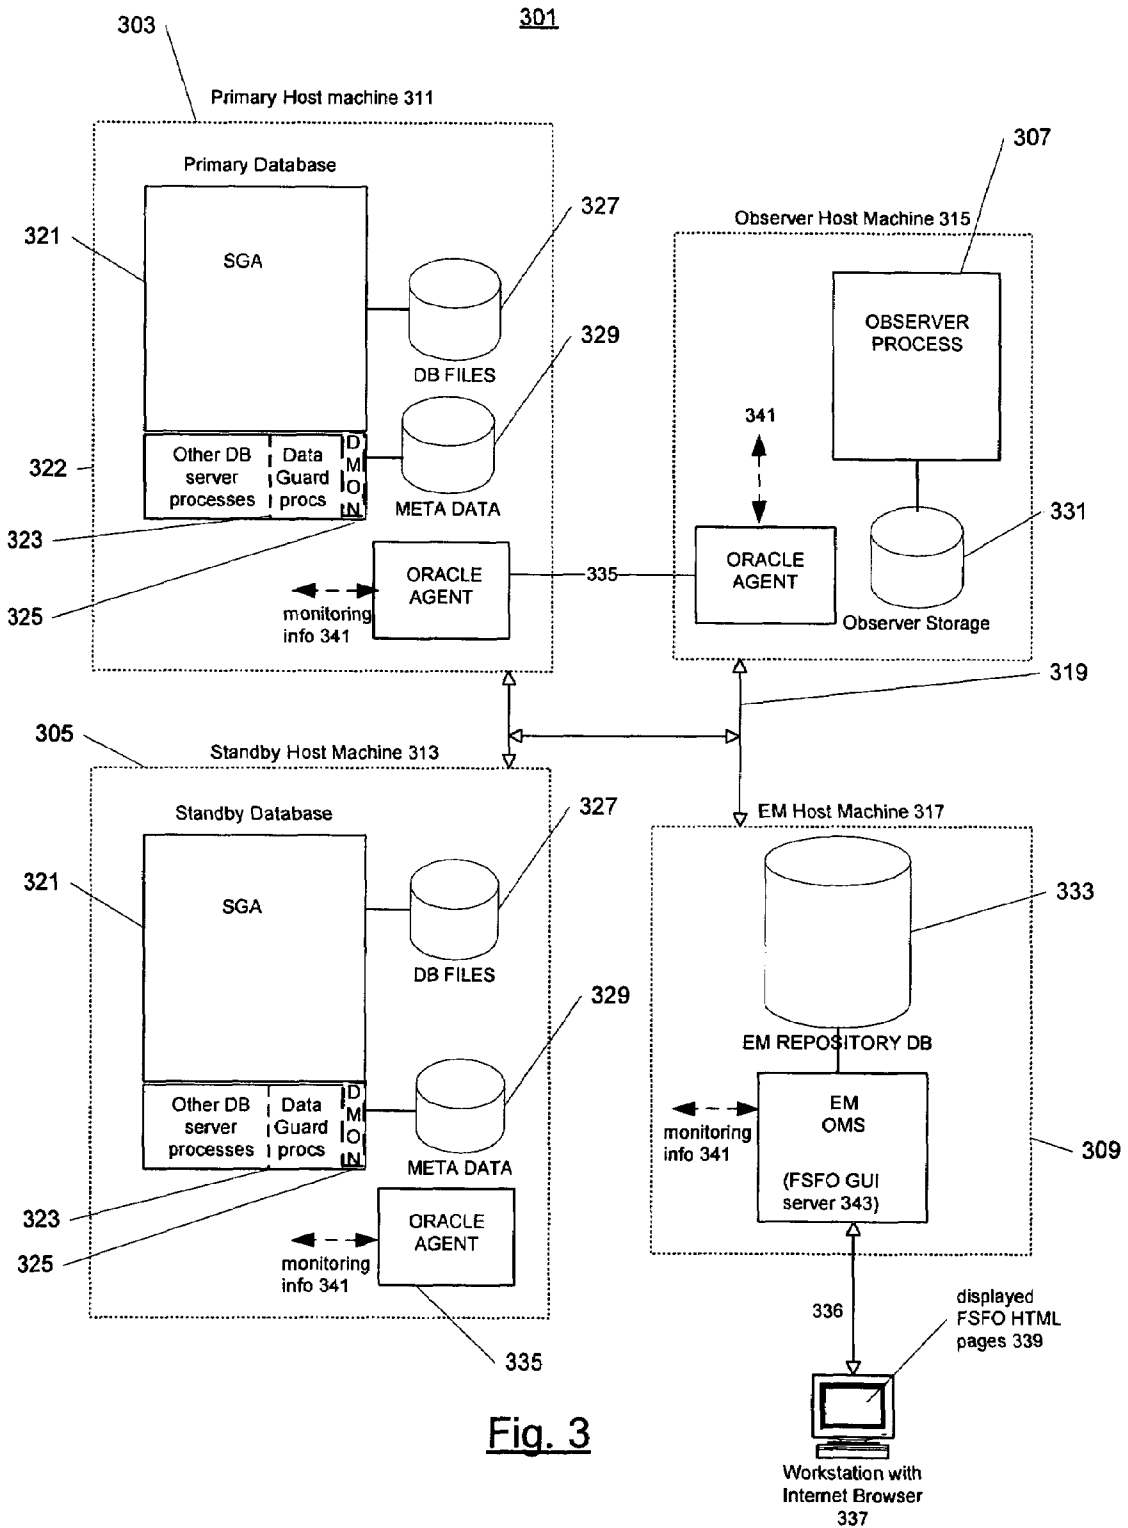 301
303
Primary Host machine 311
Primary Database
321
SGA
327
DB FILES
329
META DATA
322
Other DB
server
processes
Data
Guard
procs
DMON
323
325
ORACLE
AGENT
monitoring
info 341
335
307
Observer Host Machine 315
OBSERVER
PROCESS
341
ORACLE
AGENT
331
Observer Storage
319
305
Standby Host Machine 313
Standby Database
321
SGA
327
DB FILES
329
META DATA
Other DB
server
processes
Data
Guard
procs
DMON
323
325
ORACLE
AGENT
monitoring
info 341
335
EM Host Machine 317
333
EM REPOSITORY DB
EM
OMS
(FSFO GUI
server 343)
monitoring
info 341
309
336
displayed
FSFO HTML
pages 339
Workstation with
Internet Browser
337
Fig. 3